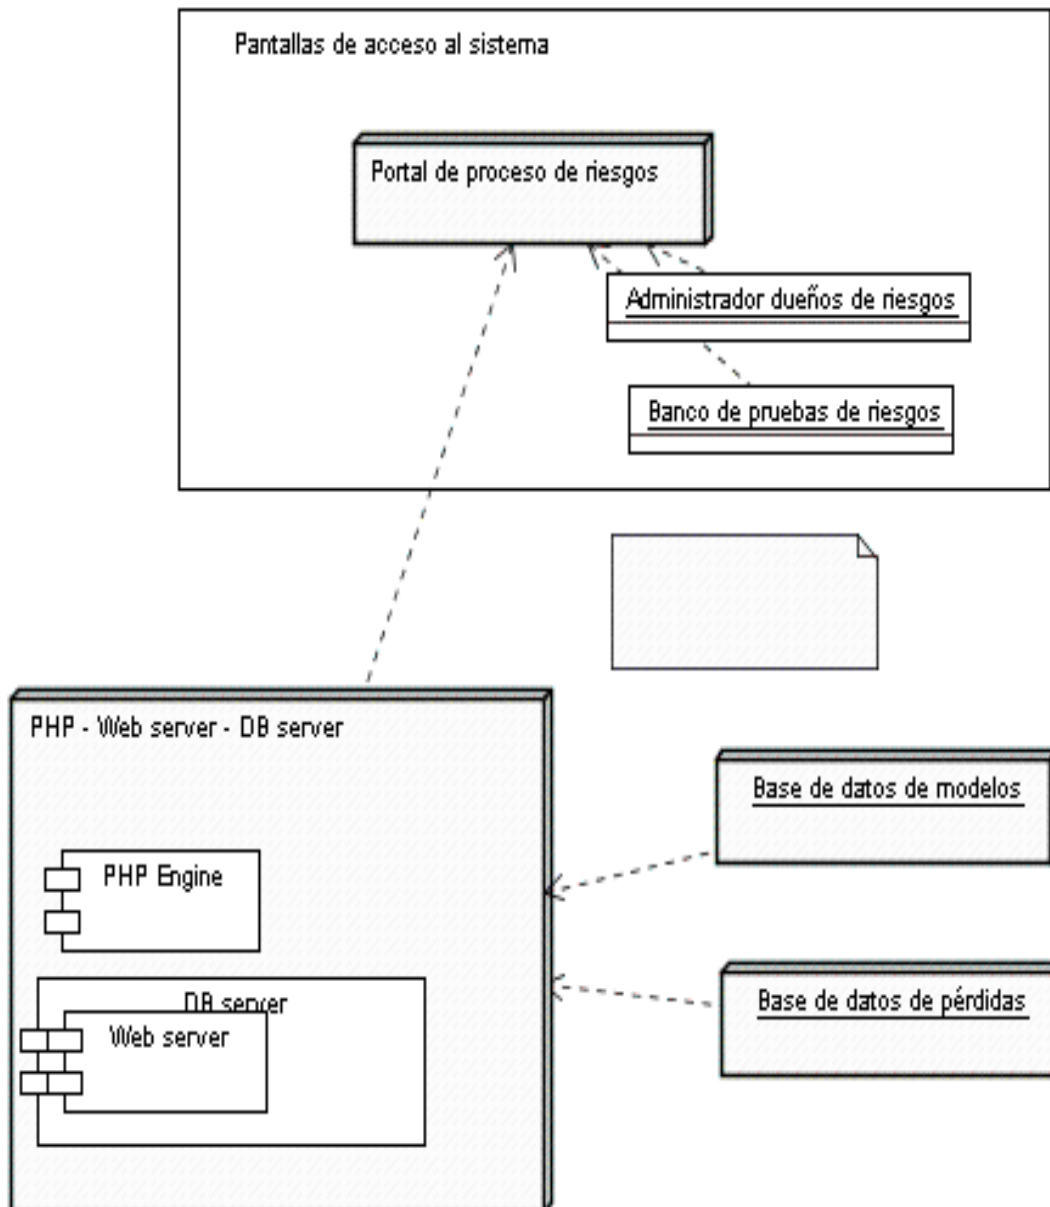 Pantallas de acceso al sistema
Portal de proceso de riesgos
Administrador dueños de riesgos
Banco de pruebas de riesgos
PHP - Web server - DB server
Base de datos de modelos
PHP Engine
DB server
Base de datos de pérdidas
Web server